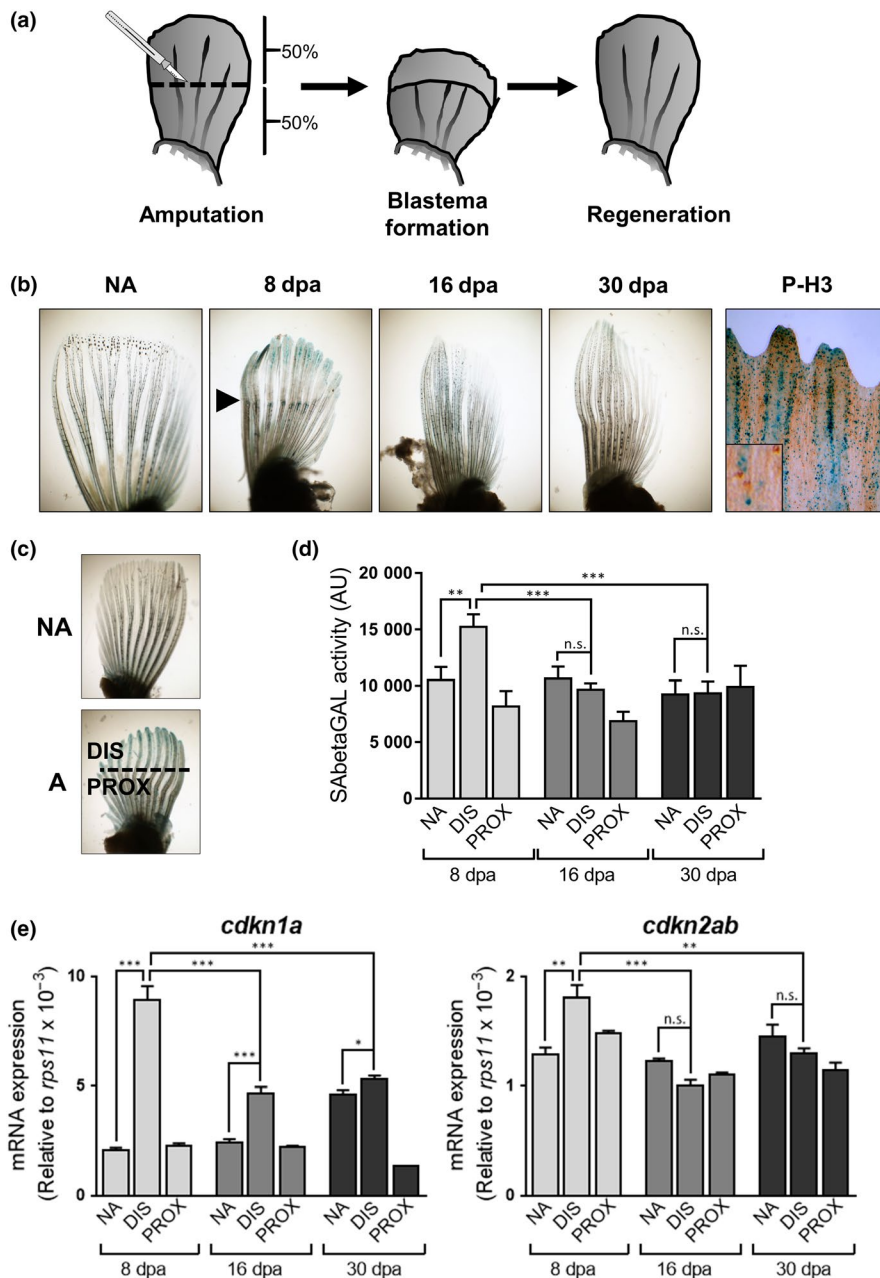 (a)
50%
50%
Amputation
Blastema
formation
Regeneration
(b)
NA
8 dpa
16 dpa
30 dpa
P-H3
(c)
NA
A
DIS
PROX
(d)
SAbetaGAL activity (AU)
20 000
15 000
10 000
5 000
0
**
***
***
n.s.
n.s.
NA
DIS
PROX
NA
DIS
PROX
NA
DIS
PROX
8 dpa
16 dpa
30 dpa
(e)
cdkn1a
mRNA expression
(Relative to rps11 x 10⁻³)
10
5
0
***
***
***
***
*
NA
DIS
PROX
NA
DIS
PROX
NA
DIS
PROX
8 dpa
16 dpa
30 dpa
cdkn2ab
mRNA expression
(Relative to rps11 x 10⁻³)
2
1
0
**
***
**
n.s.
n.s.
NA
DIS
PROX
NA
DIS
PROX
NA
DIS
PROX
8 dpa
16 dpa
30 dpa